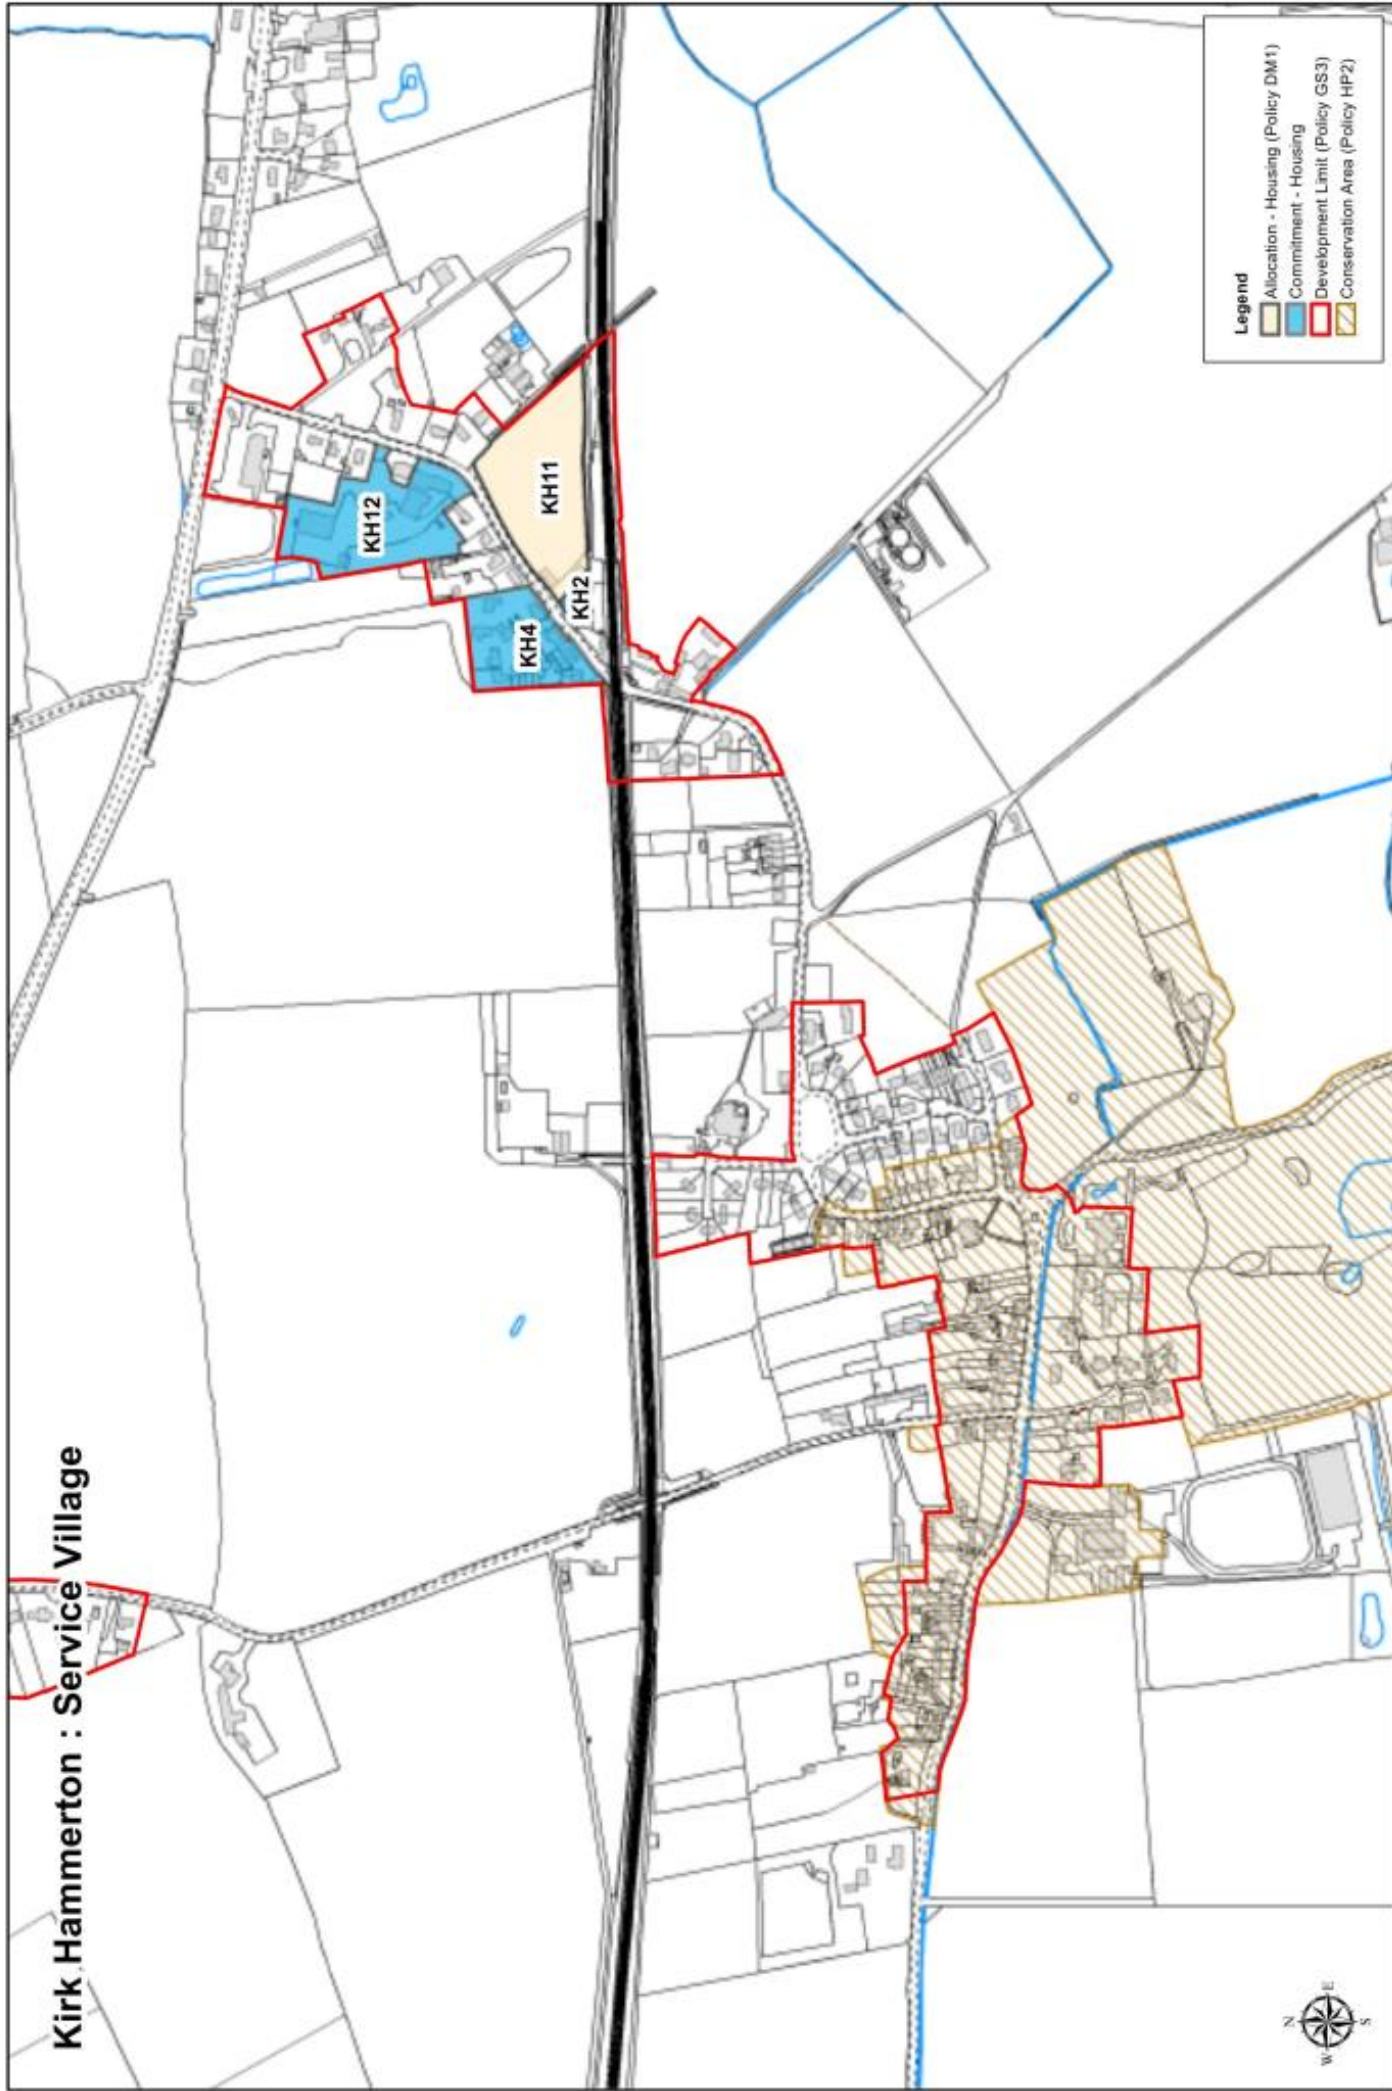 Kirk Hammerton : Service Village
KH12
KH11
KH4
KH2
Legend
Allocation - Housing (Policy DM1)
Commitment - Housing
Development Limit (Policy GS3)
Conservation Area (Policy HP2)
N
W E
S